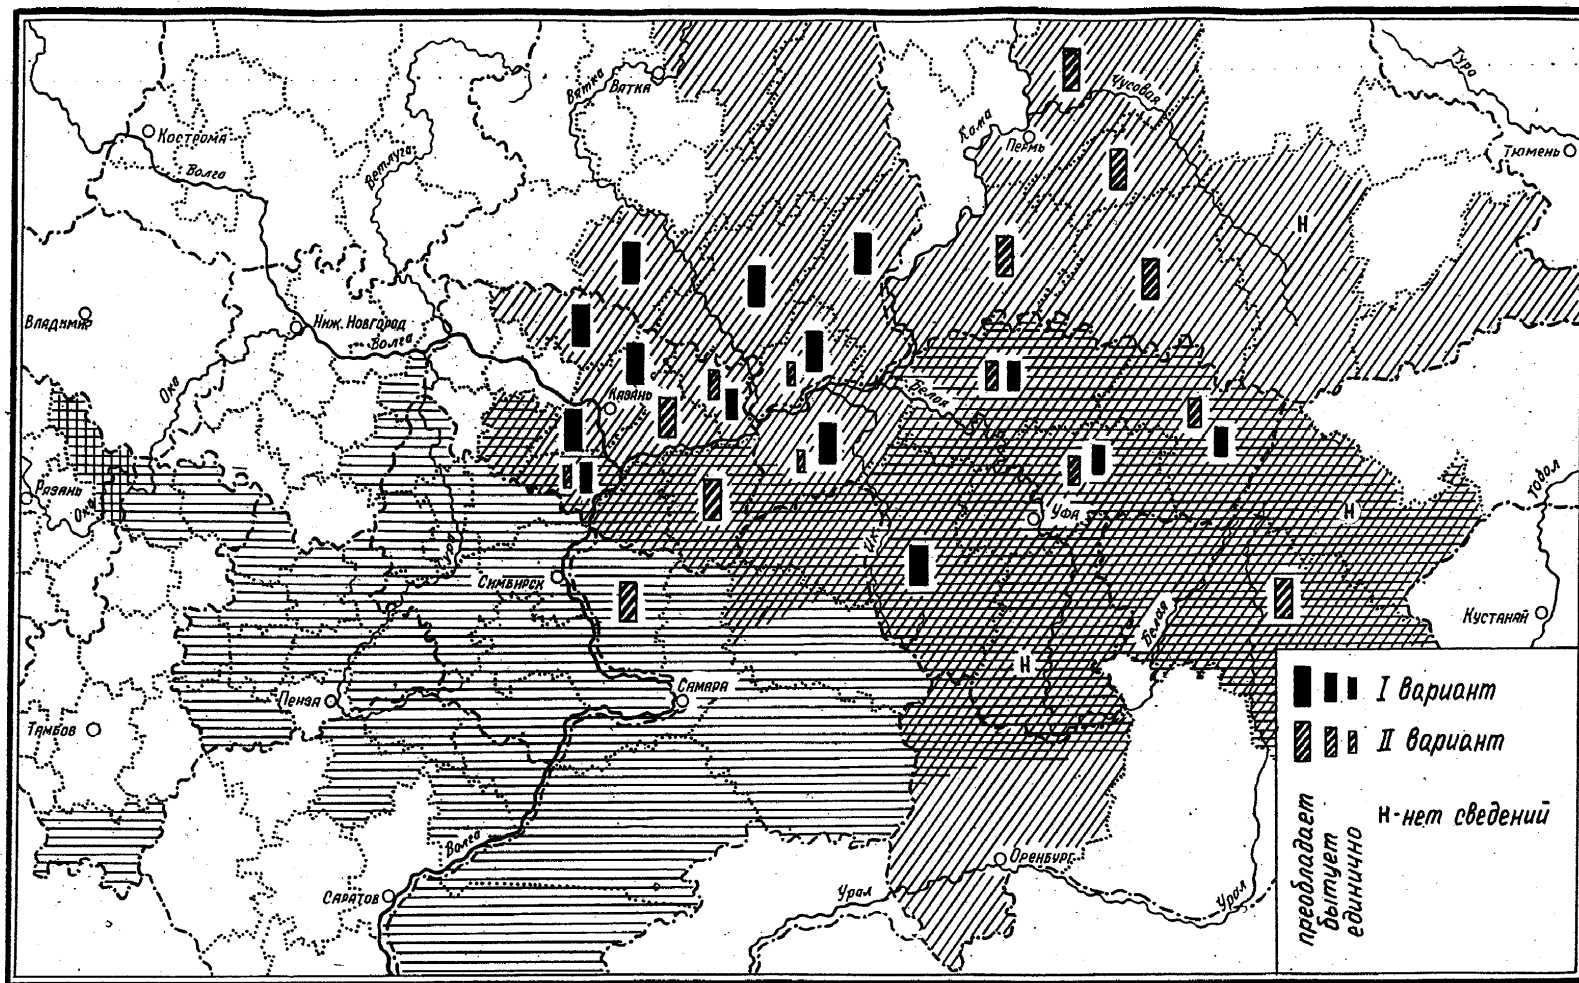 Вятка
Вятка
Тура
Чусовая
Кама
Пермь
Кострома
Волга
Ветлуга
Тюмень
Н
Владимир
Ниж. Новгород
Волга
Ока
Казань
Белая
Рязань
Ока
Сура
Уфа
Н
Тобол
Ик
Симбирск
Белая
Кустанай
Н
Пенза
Самара
Тамбов
Волга
Саратов
Оренбург
Урал
Урал
I вариант
II вариант
Н-нет сведений
преобладает
бытует
единично